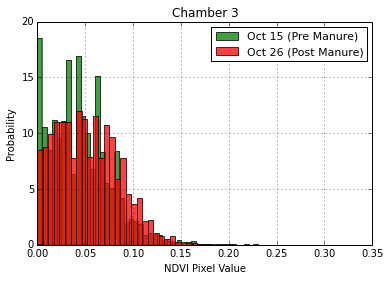 Chamber 3
Oct 15 (Pre Manure)
Oct 26 (Post Manure)
Probability
20
15
10
5
0
0.00 0.05 0.10 0.15 0.20 0.25 0.30 0.35
NDVI Pixel Value